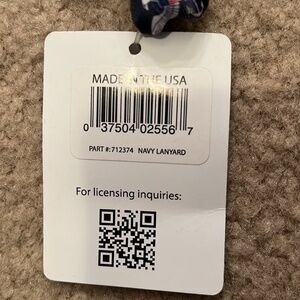 MADE IN THE USA
0 37504 02556 7
PART #: 712374 NAVY LANYARD
For licensing inquiries: